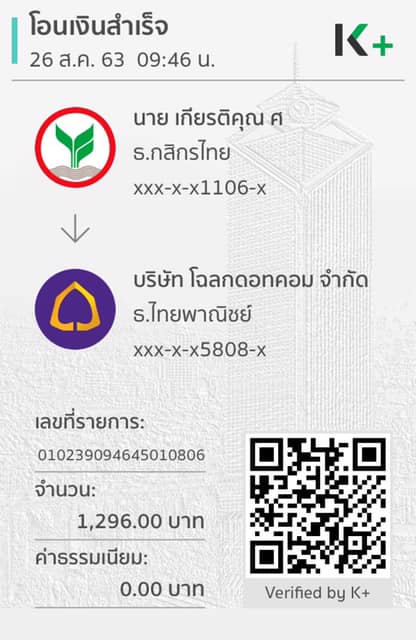 โอนเงินสำเร็จ
26 ส.ค. 63 09:46 น.
K+
นาย เกียรติคุณ ศ
ธ.กสิกรไทย
xxx-x-x1106-x
บริษัท โฉลกดอทคอม จำกัด
ธ.ไทยพาณิชย์
xxx-x-x5808-x
เลขที่รายการ:
010239094645010806
จำนวน:
1,296.00 บาท
ค่าธรรมเนียม:
0.00 บาท
Verified by K+